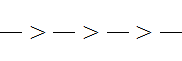 — > — > — > —